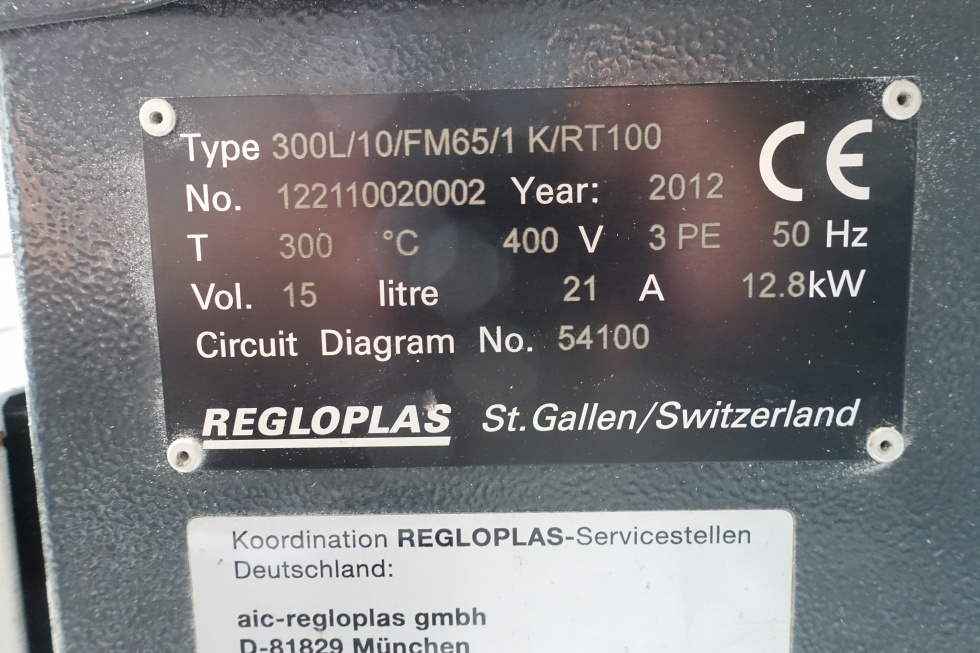 Type 300L/10/FM65/1 K/RT100 CE
No. 122110020002 Year: 2012
T 300 °C 400 V 3 PE 50 Hz
Vol. 15 litre 21 A 12.8kW
Circuit Diagram No. 54100
REGLOPLAS St.Gallen/Switzerland
Koordination REGLOPLAS-Servicestellen
Deutschland:
aic-regloplas gmbh
D-81829 München